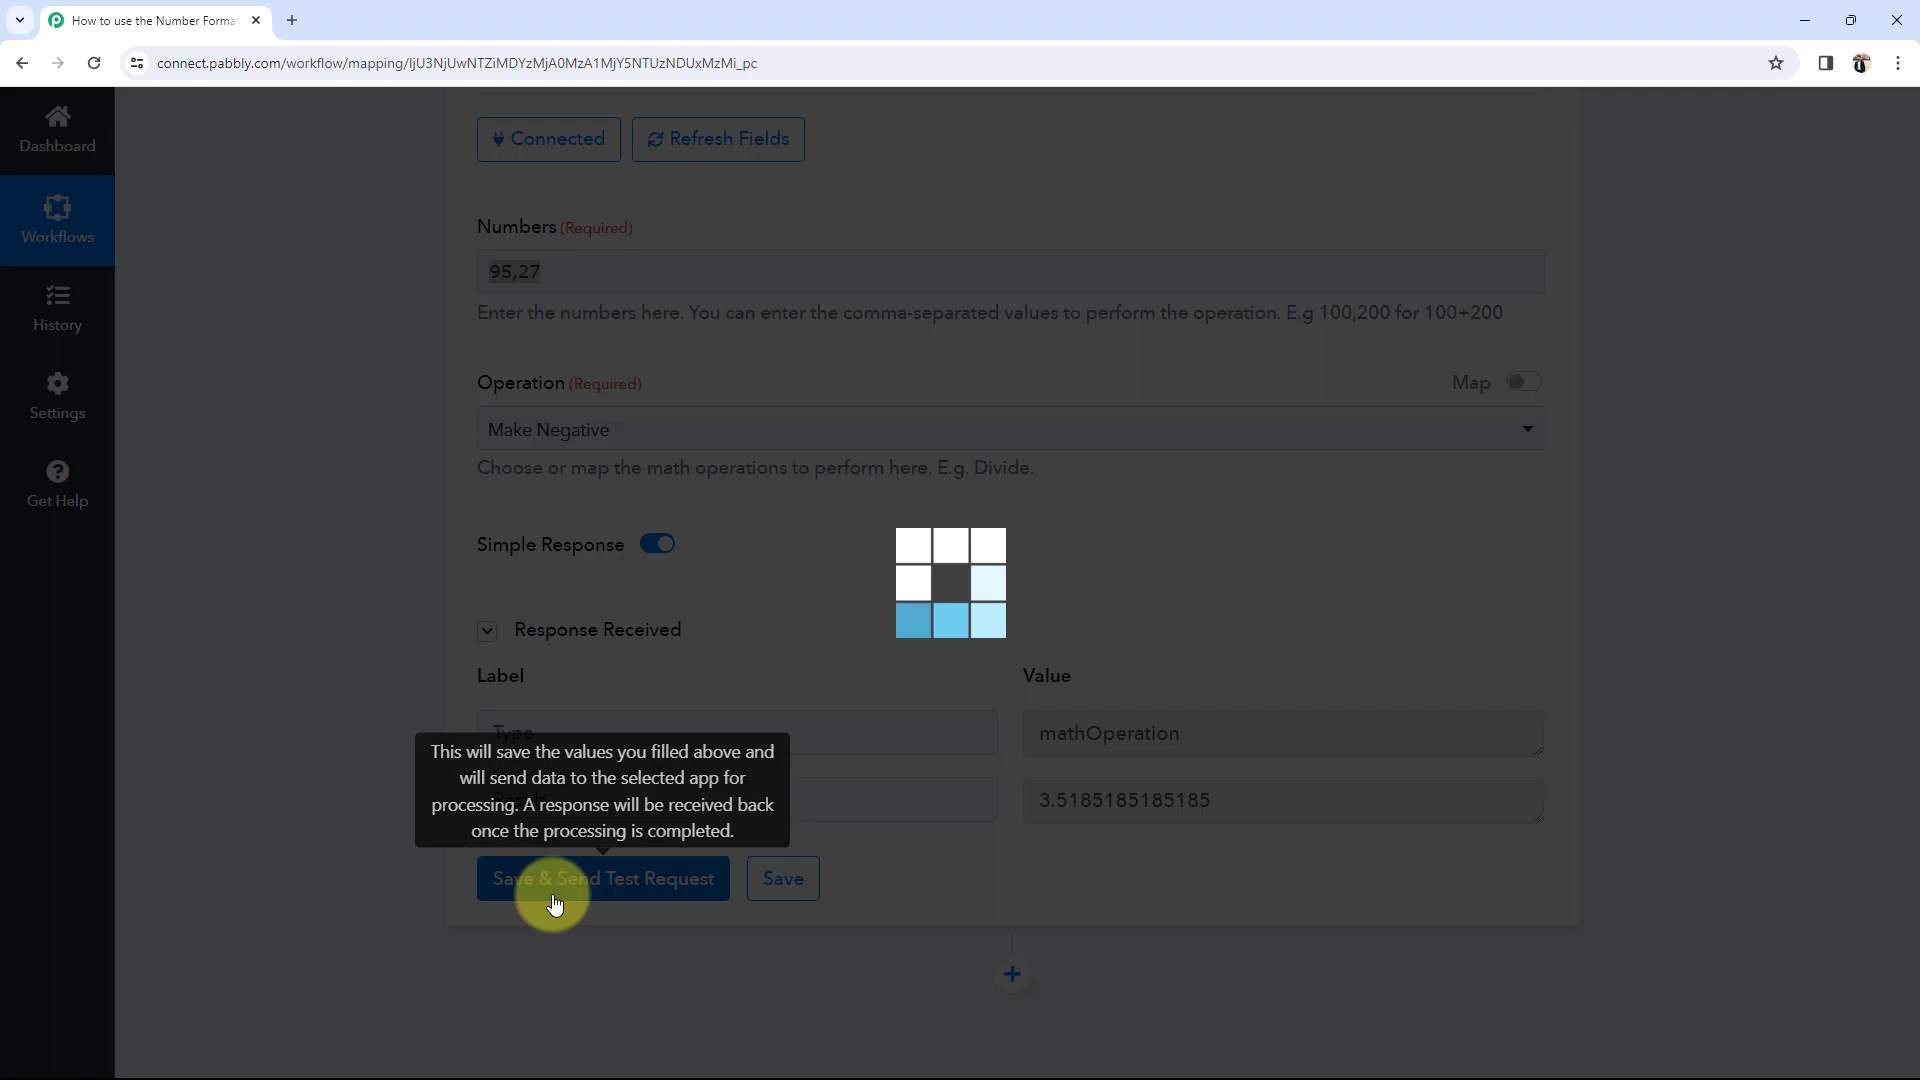 How to use the Number Forma
connect.pabbly.com/workflow/mapping/IjU3NjUwNTZiMDYzMjA0MzA1MjY5NTUzNDUxMzMi_pc
Dashboard
Workflows
History
Settings
Get Help
Connected
Refresh Fields
Numbers (Required)
95,27
Enter the numbers here. You can enter the comma-separated values to perform the operation. E.g 100,200 for 100+200
Operation (Required)
Map
Make Negative
Choose or map the math operations to perform here. E.g. Divide.
Simple Response
Response Received
Label
Value
Type
mathOperation
3.5185185185185
This will save the values you filled above and
will send data to the selected app for
processing. A response will be received back
once the processing is completed.
Save & Send Test Request
Save